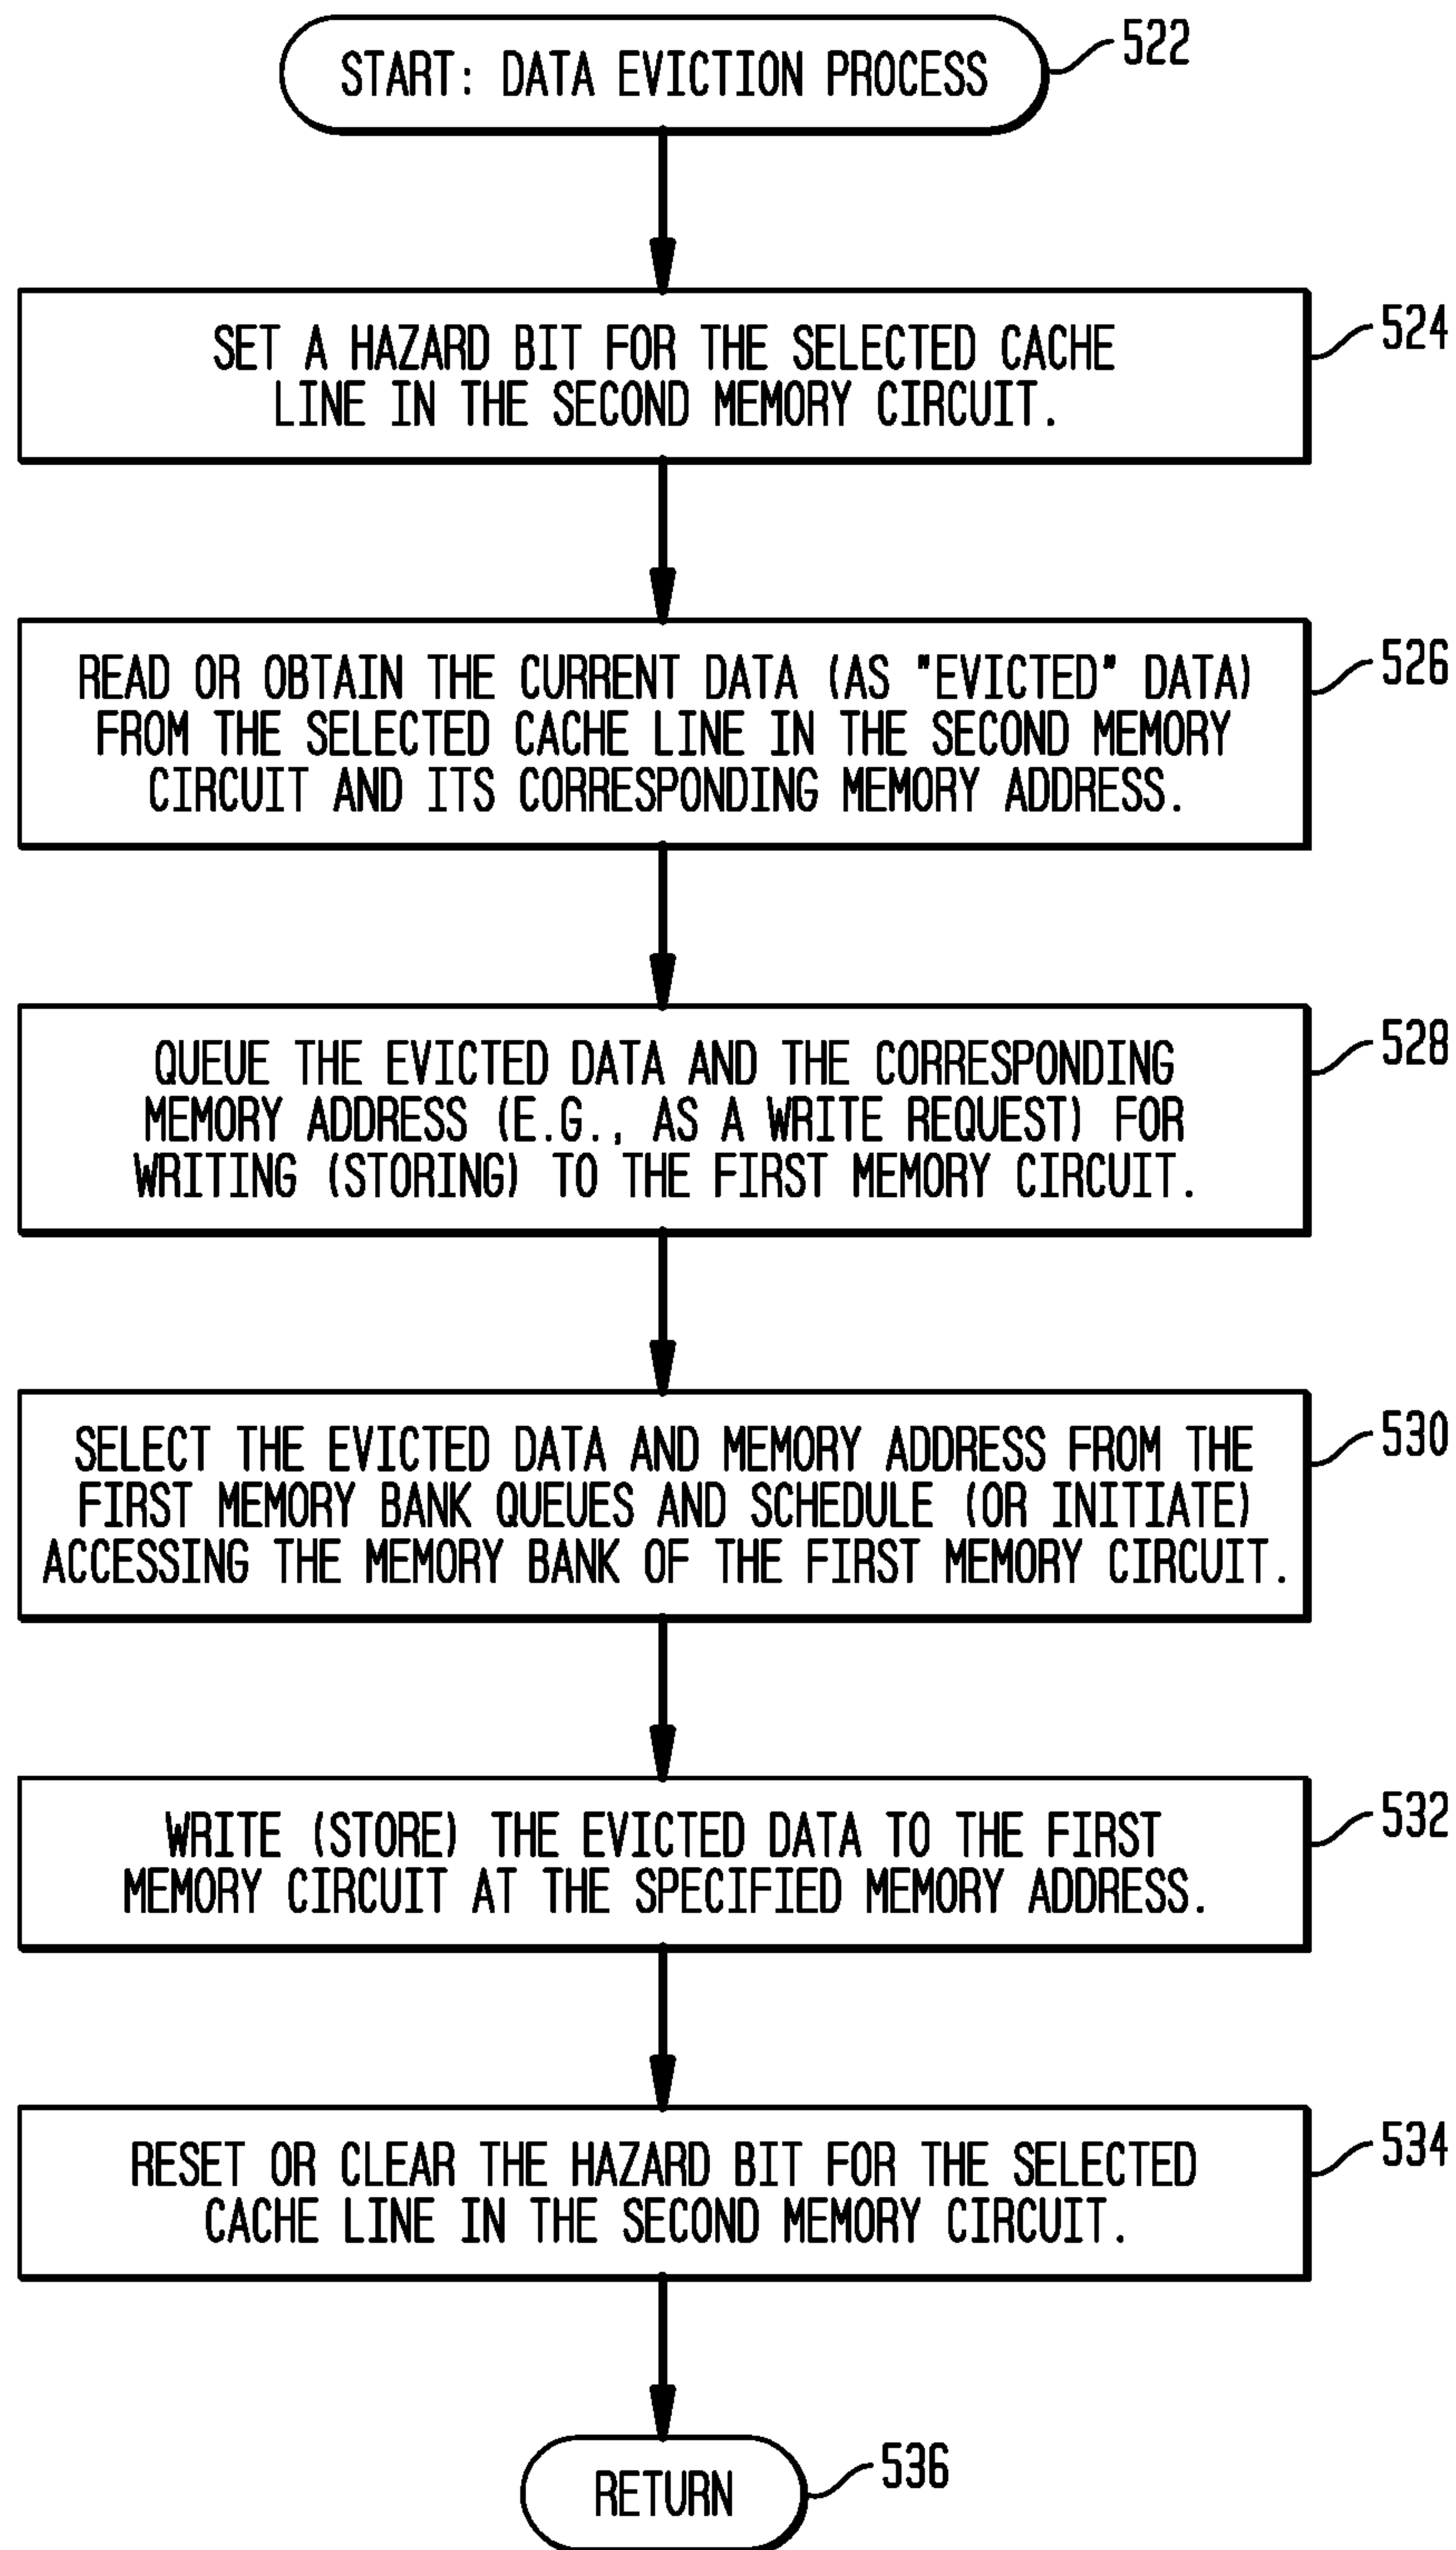 START: DATA EVICTION PROCESS
522
SET A HAZARD BIT FOR THE SELECTED CACHE
LINE IN THE SECOND MEMORY CIRCUIT.
524
READ OR OBTAIN THE CURRENT DATA (AS "EVICTED" DATA)
FROM THE SELECTED CACHE LINE IN THE SECOND MEMORY
CIRCUIT AND ITS CORRESPONDING MEMORY ADDRESS.
526
QUEUE THE EVICTED DATA AND THE CORRESPONDING
MEMORY ADDRESS (E.G., AS A WRITE REQUEST) FOR
WRITING (STORING) TO THE FIRST MEMORY CIRCUIT.
528
SELECT THE EVICTED DATA AND MEMORY ADDRESS FROM THE
FIRST MEMORY BANK QUEUES AND SCHEDULE (OR INITIATE)
ACCESSING THE MEMORY BANK OF THE FIRST MEMORY CIRCUIT.
530
WRITE (STORE) THE EVICTED DATA TO THE FIRST
MEMORY CIRCUIT AT THE SPECIFIED MEMORY ADDRESS.
532
RESET OR CLEAR THE HAZARD BIT FOR THE SELECTED
CACHE LINE IN THE SECOND MEMORY CIRCUIT.
534
RETURN
536